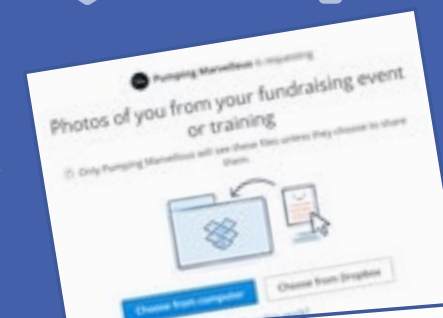 Pumping Marvellous is requesting
Photos of you from your fundraising event
or training
Only Pumping Marvellous will see these files unless they choose to share
them.
Choose from computer
Choose from Dropbox